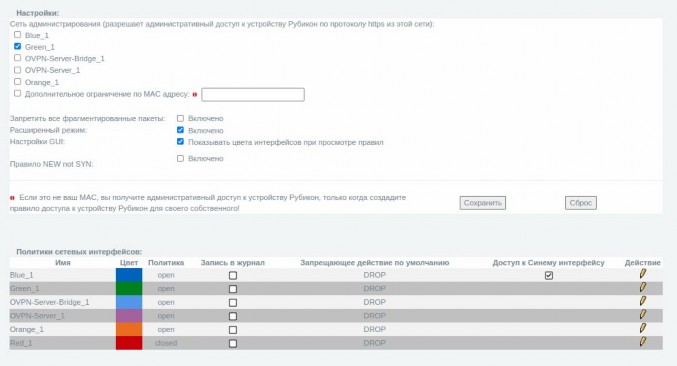 Настройки:
Сеть администрирования (разрешает административный доступ к устройству Рубикон по протоколу https из этой сети):
Blue_1
Green_1
OVPN-Server-Bridge_1
OVPN-Server_1
Orange_1
Дополнительное ограничение по MAC адресу:
Запретить все фрагментированные пакеты: Включено
Расширенный режим: Включено
Настройки GUI: Показывать цвета интерфейсов при просмотре правил
Правило NEW not SYN: Включено
Если это не ваш MAC, вы получите административный доступ к устройству Рубикон, только когда создадите
правило доступа к устройству Рубикон для своего собственного!
Сохранить Сброс
Политики сетевых интерфейсов:
Имя Цвет Политика Запись в журнал Запрещающее действие по умолчанию Доступ к Синему интерфейсу Действие
Blue_1 open DROP
Green_1 open DROP
OVPN-Server-Bridge_1 open DROP
OVPN-Server_1 open DROP
Orange_1 open DROP
Red_1 closed DROP